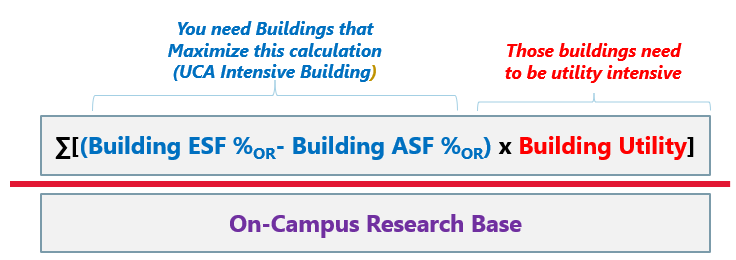 You need Buildings that
Maximize this calculation
(UCA Intensive Building)
Those buildings need
to be utility intensive
∑[(Building ESF %OR- Building ASF %OR) x Building Utility]
On-Campus Research Base